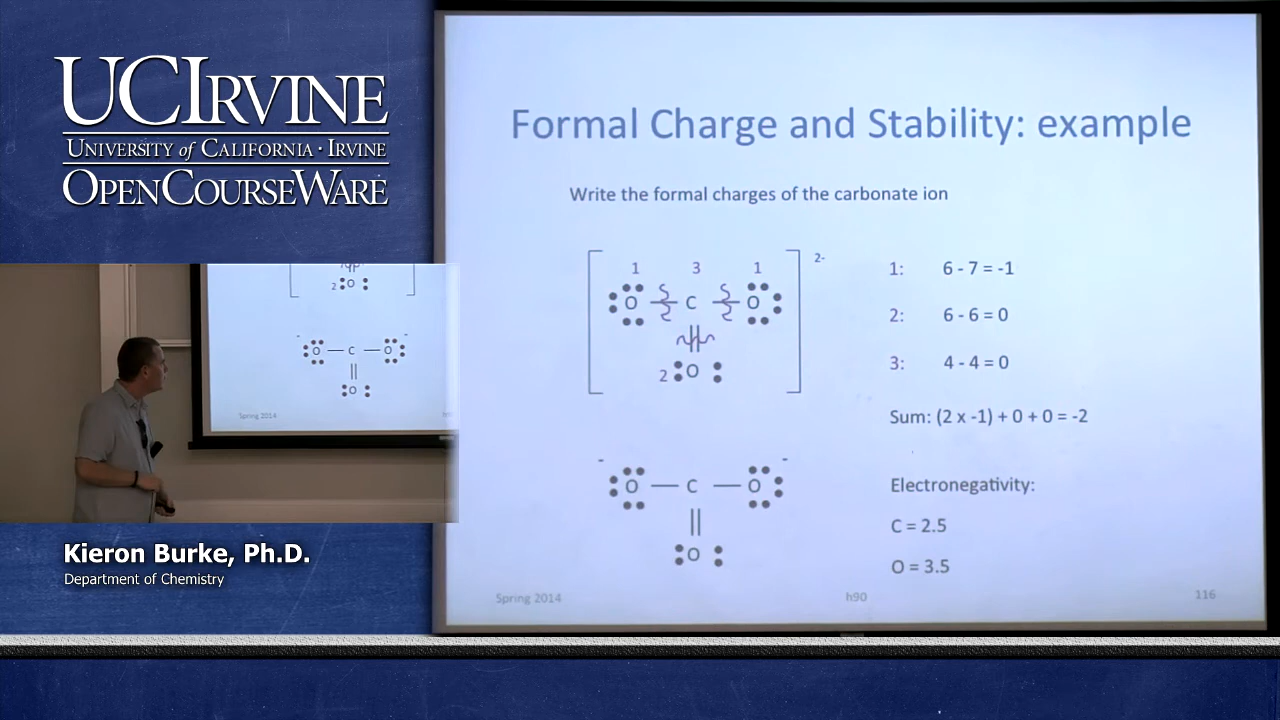 UCIRVINE
UNIVERSITY of CALIFORNIA · IRVINE
OPENCOURSEWARE
Formal Charge and Stability: example
Write the formal charges of the carbonate ion
2-
1 3 1
O C O
2 O
1: 6 - 7 = -1
2: 6 - 6 = 0
3: 4 - 4 = 0
Sum: (2 x -1) + 0 + 0 = -2
- -
O — C — O
||
O
Electronegativity:
C = 2.5
O = 3.5
Spring 2014 h90 116
2 O
- -
O — C — O
||
O
Spring 2014
Kieron Burke, Ph.D.
Department of Chemistry